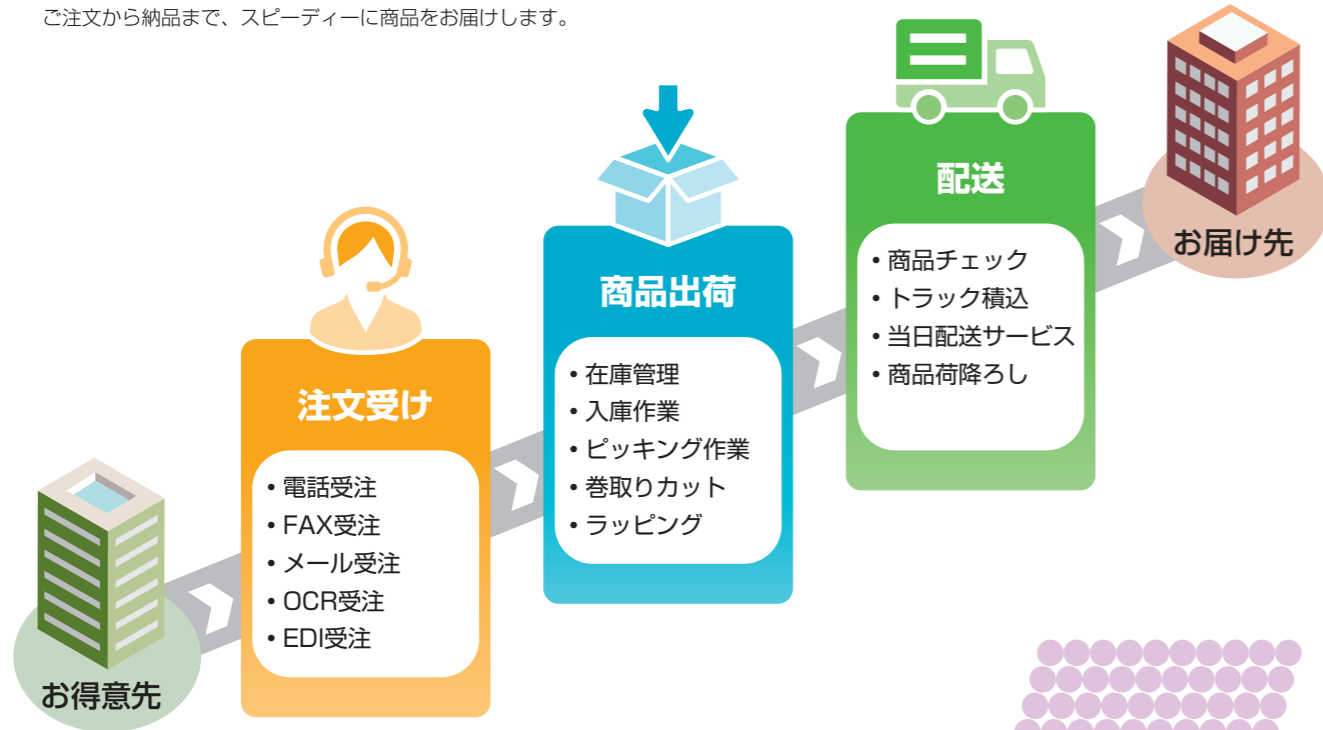 ご注文から納品まで、スピーディーに商品をお届けします。
お得意先
注文受け
・電話受注
・FAX受注
・メール受注
・OCR受注
・EDI受注
商品出荷
・在庫管理
・入庫作業
・ピッキング作業
・巻取りカット
・ラッピング
配送
・商品チェック
・トラック積込
・当日配送サービス
・商品荷降ろし
お届け先